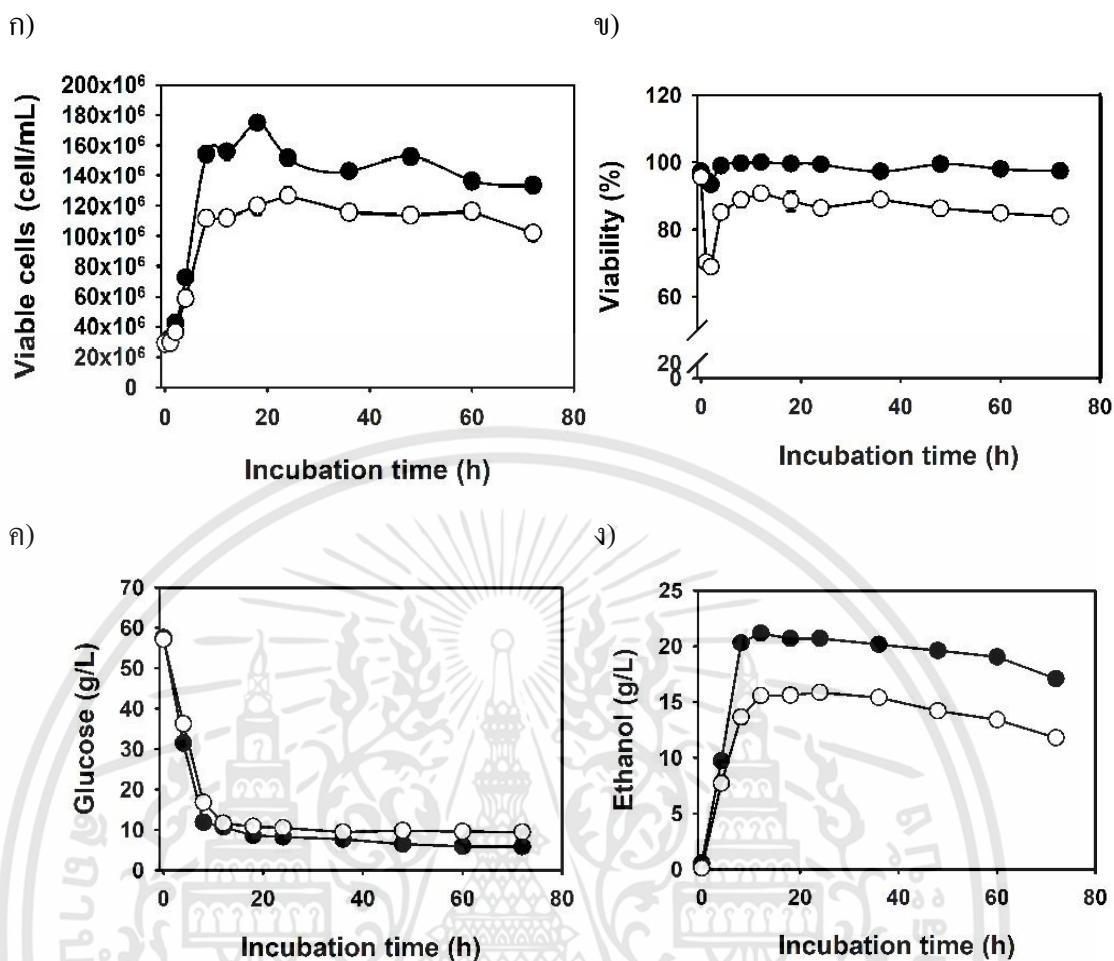 ก)
200x10⁶
180x10⁶
160x10⁶
140x10⁶
120x10⁶
100x10⁶
80x10⁶
60x10⁶
40x10⁶
20x10⁶
0
Viable cells (cell/mL)
0 20 40 60 80
Incubation time (h)
ข)
120
100
80
60
20
0
Viability (%)
0 20 40 60 80
Incubation time (h)
ค)
70
60
50
40
30
20
10
0
Glucose (g/L)
0 20 40 60 80
Incubation time (h)
ง)
25
20
15
10
5
0
Ethanol (g/L)
0 20 40 60 80
Incubation time (h)